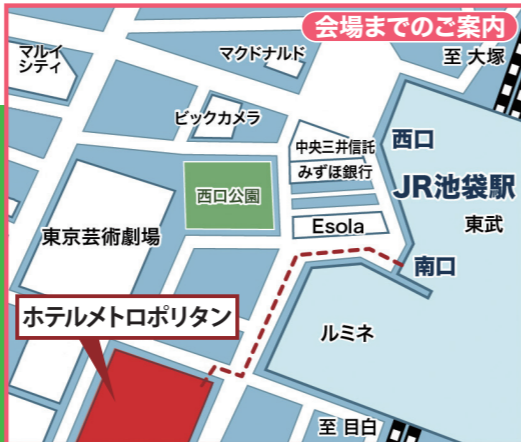 会場までのご案内
マルイ
シティ
マクドナルド
至 大塚
ビックカメラ
中央三井信託
みずほ銀行
西口
JR池袋駅
西口公園
東武
Esola
東京芸術劇場
南口
ホテルメトロポリタン
ルミネ
至 目白